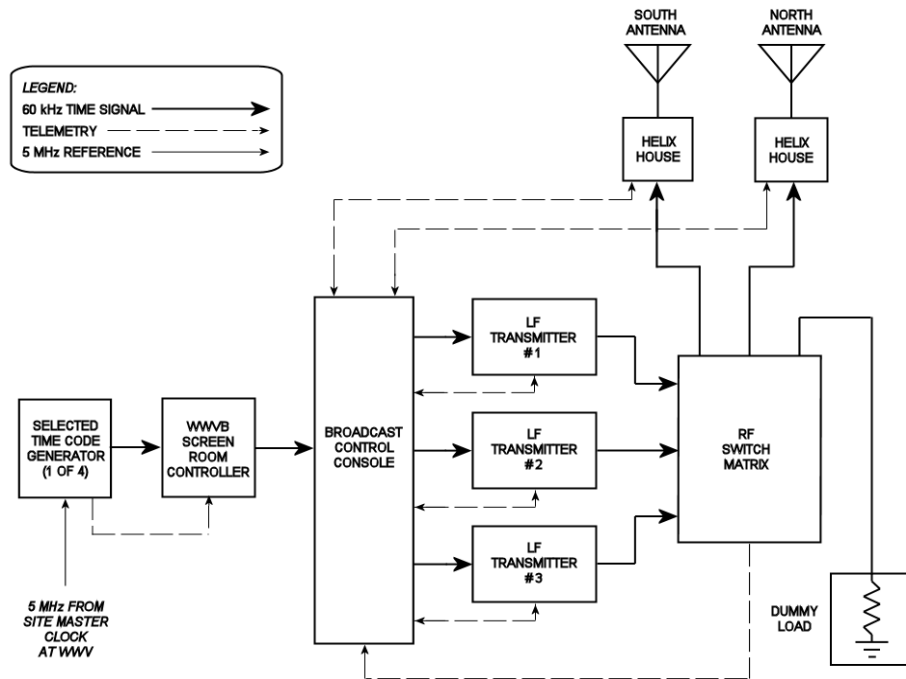 SOUTH
ANTENNA
NORTH
ANTENNA
LEGEND:
60 kHz TIME SIGNAL
TELEMETRY
5 MHz REFERENCE
HELIX
HOUSE
HELIX
HOUSE
LF
TRANSMITTER
#1
SELECTED
TIME CODE
GENERATOR
(1 OF 4)
WWVB
SCREEN
ROOM
CONTROLLER
BROADCAST
CONTROL
CONSOLE
LF
TRANSMITTER
#2
RF
SWITCH
MATRIX
LF
TRANSMITTER
#3
5 MHz FROM
SITE MASTER
CLOCK
AT WWV
DUMMY
LOAD